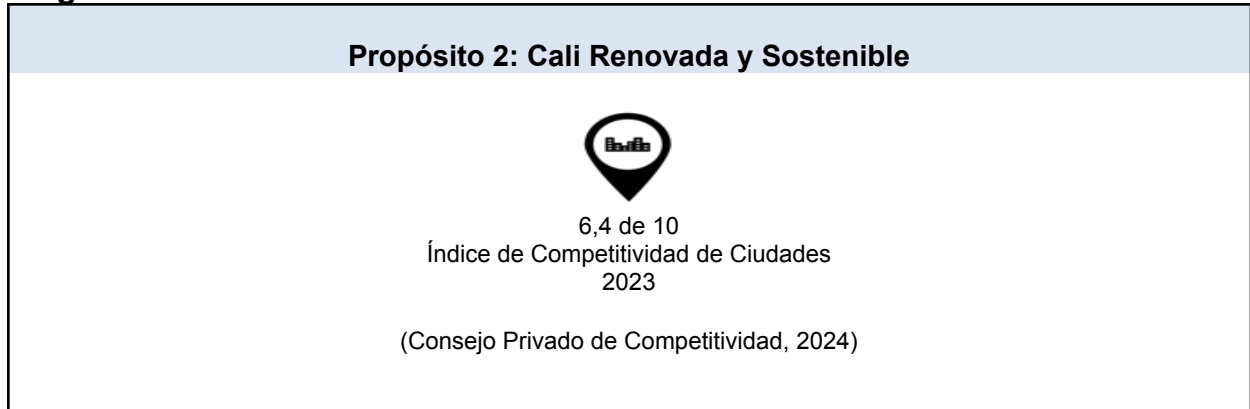 Propósito 2: Cali Renovada y Sostenible
6,4 de 10
Índice de Competitividad de Ciudades
2023
(Consejo Privado de Competitividad, 2024)